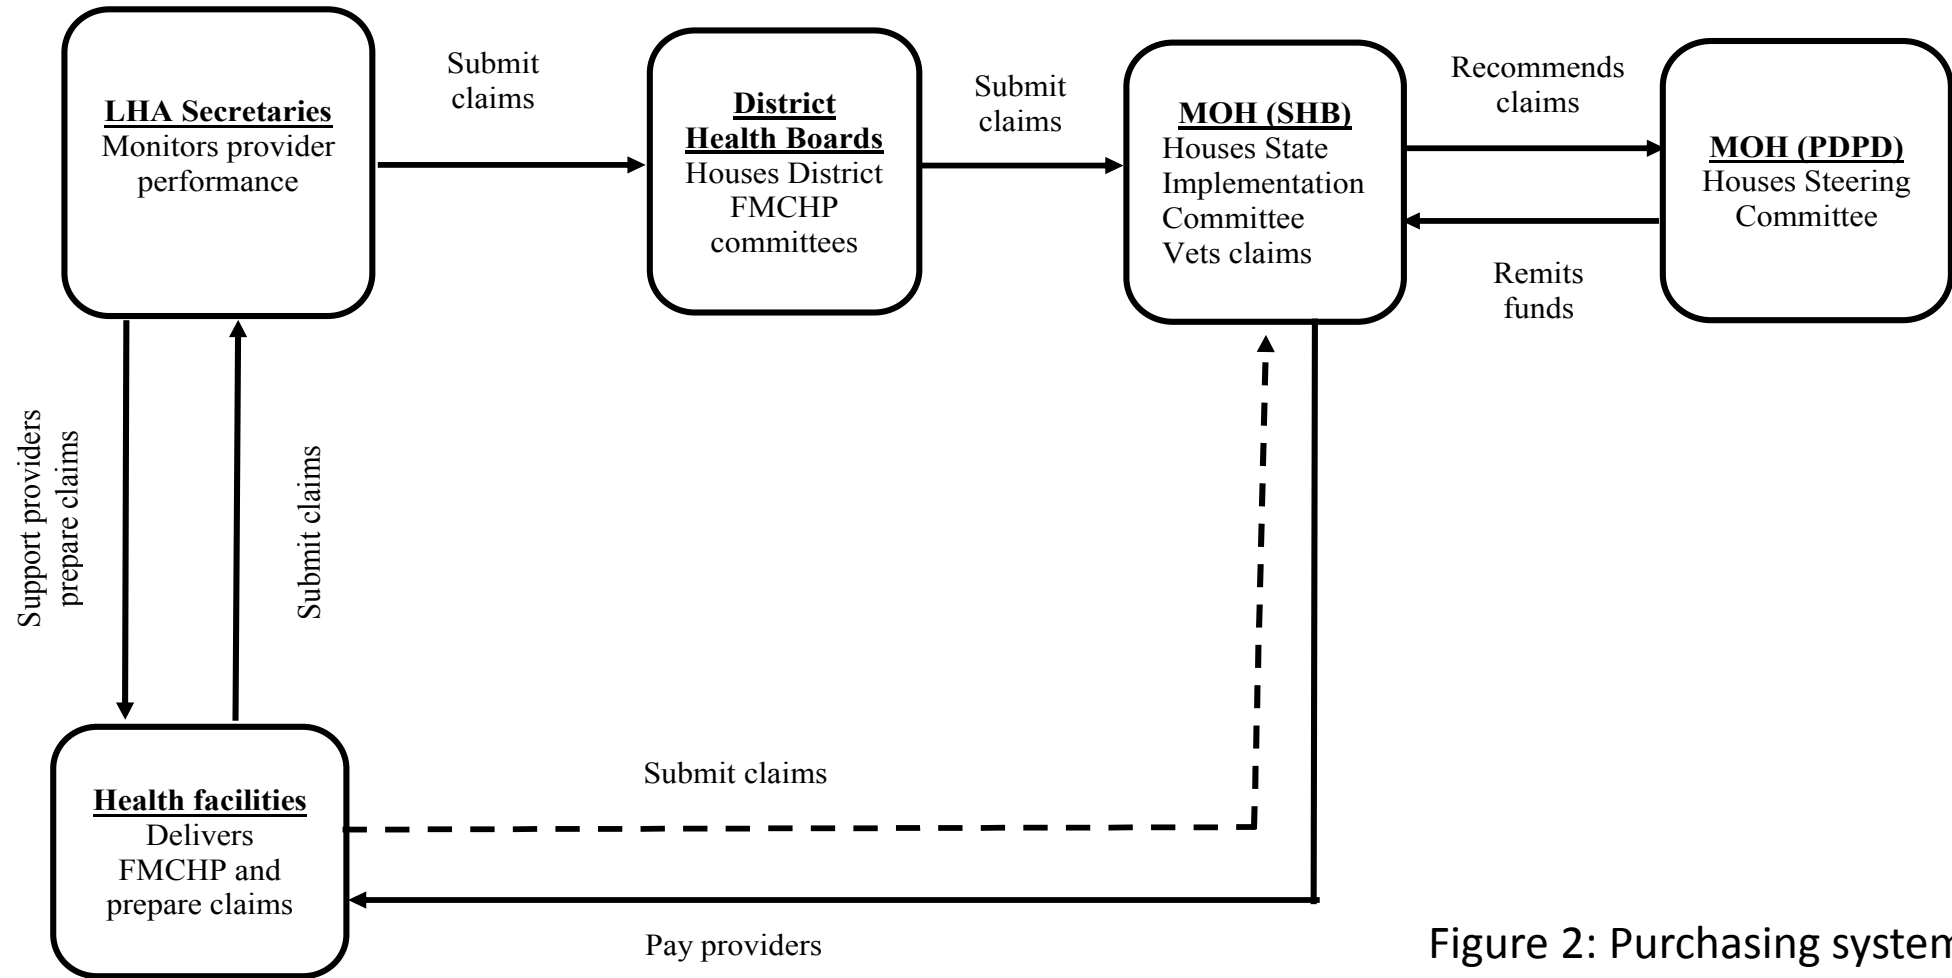 LHA Secretaries
Monitors provider
performance
Submit
claims
District
Health Boards
Houses District
FMCHP
committees
Submit
claims
MOH (SHB)
Houses State
Implementation
Committee
Vets claims
Recommends
claims
MOH (PDPD)
Houses Steering
Committee
Remits
funds
Support providers
prepare claims
Submit claims
Health facilities
Delivers
FMCHP and
prepare claims
Submit claims
Pay providers
Figure 2: Purchasing system